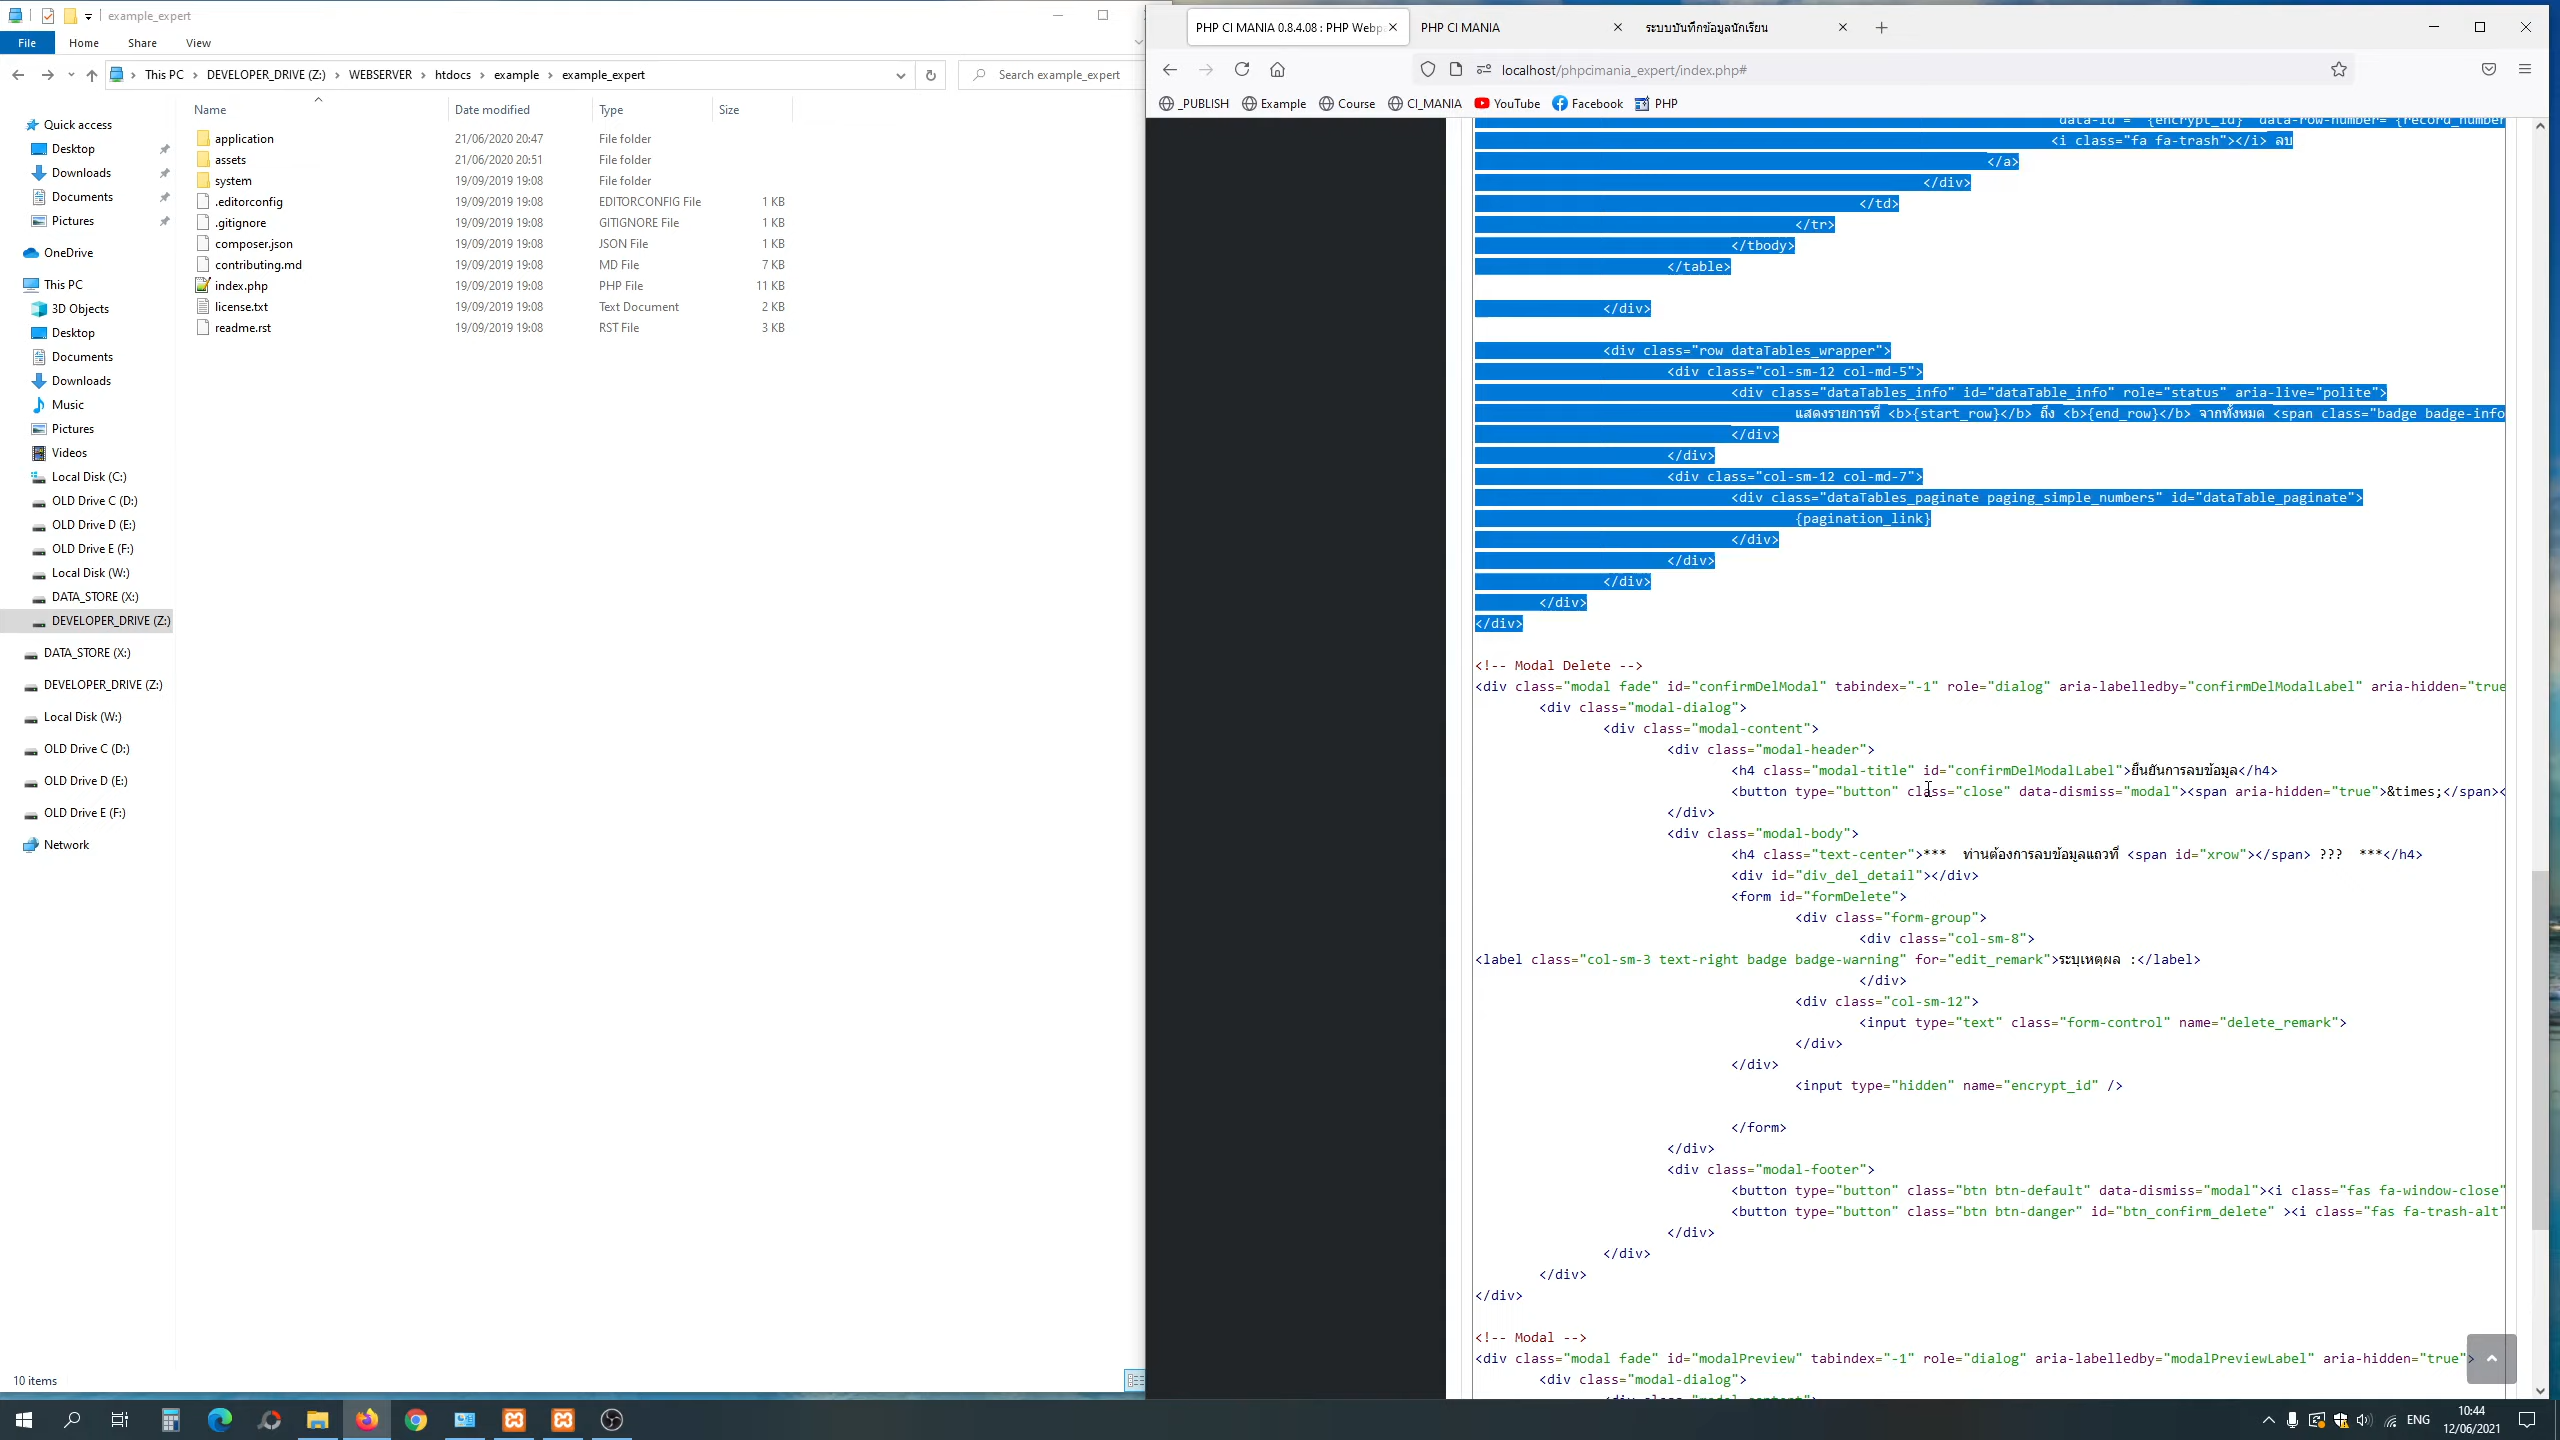 example_expert
File
Home
Share
View
This PC
DEVELOPER_DRIVE (Z:)
WEBSERVER
htdocs
example
example_expert
Search example_expert
Name
Date modified
Type
Size
application 21/06/2020 20:47 File folder
assets 21/06/2020 20:51 File folder
system 19/09/2019 19:08 File folder
.editorconfig 19/09/2019 19:08 EDITORCONFIG File 1 KB
.gitignore 19/09/2019 19:08 GITIGNORE File 1 KB
composer.json 19/09/2019 19:08 JSON File 1 KB
contributing.md 19/09/2019 19:08 MD File 7 KB
index.php 19/09/2019 19:08 PHP File 11 KB
license.txt 19/09/2019 19:08 Text Document 2 KB
readme.rst 19/09/2019 19:08 RST File 3 KB
Quick access
Desktop
Downloads
Documents
Pictures
OneDrive
This PC
3D Objects
Desktop
Documents
Downloads
Music
Pictures
Videos
Local Disk (C:)
OLD Drive C (D:)
OLD Drive D (E:)
OLD Drive E (F:)
Local Disk (W:)
DATA_STORE (X:)
DEVELOPER_DRIVE (Z:)
DATA_STORE (X:)
DEVELOPER_DRIVE (Z:)
Local Disk (W:)
OLD Drive C (D:)
OLD Drive D (E:)
OLD Drive E (F:)
Network
10 items
PHP CI MANIA 0.8.4.08 : PHP Webp
PHP CI MANIA
ระบบบันทึกข้อมูลนักเรียน
localhost/phpcimania_expert/index.php#
_PUBLISH
Example
Course
CI_MANIA
YouTube
Facebook
PHP
data-id = "{encrypt_id}" data-row-number="{record_number
<i class="fa fa-trash"></i> ลบ
</a>
</div>
</td>
</tr>
</tbody>
</table>
</div>
<div class="row dataTables_wrapper">
<div class="col-sm-12 col-md-5">
<div class="dataTables_info" id="dataTable_info" role="status" aria-live="polite">
แสดงรายการที่ <b>{start_row}</b> ถึง <b>{end_row}</b> จากทั้งหมด <span class="badge badge-info
</div>
</div>
<div class="col-sm-12 col-md-7">
<div class="dataTables_paginate paging_simple_numbers" id="dataTable_paginate">
{pagination_link}
</div>
</div>
</div>
</div>
</div>
<!-- Modal Delete -->
<div class="modal fade" id="confirmDelModal" tabindex="-1" role="dialog" aria-labelledby="confirmDelModalLabel" aria-hidden="true
<div class="modal-dialog">
<div class="modal-content">
<div class="modal-header">
<h4 class="modal-title" id="confirmDelModalLabel">ยืนยันการลบข้อมูล</h4>
<button type="button" class="close" data-dismiss="modal"><span aria-hidden="true">&times;</span><
</div>
<div class="modal-body">
<h4 class="text-center">***  ท่านต้องการลบข้อมูลแถวที่ <span id="xrow"></span> ???  ***</h4>
<div id="div_del_detail"></div>
<form id="formDelete">
<div class="form-group">
<div class="col-sm-8">
<label class="col-sm-3 text-right badge badge-warning" for="edit_remark">ระบุเหตุผล :</label>
</div>
<div class="col-sm-12">
<input type="text" class="form-control" name="delete_remark">
</div>
</div>
<input type="hidden" name="encrypt_id" />
</form>
</div>
<div class="modal-footer">
<button type="button" class="btn btn-default" data-dismiss="modal"><i class="fas fa-window-close"
<button type="button" class="btn btn-danger" id="btn_confirm_delete" ><i class="fas fa-trash-alt"
</div>
</div>
</div>
</div>
<!-- Modal -->
<div class="modal fade" id="modalPreview" tabindex="-1" role="dialog" aria-labelledby="modalPreviewLabel" aria-hidden="true">
<div class="modal-dialog">
ENG
10:44
12/06/2021